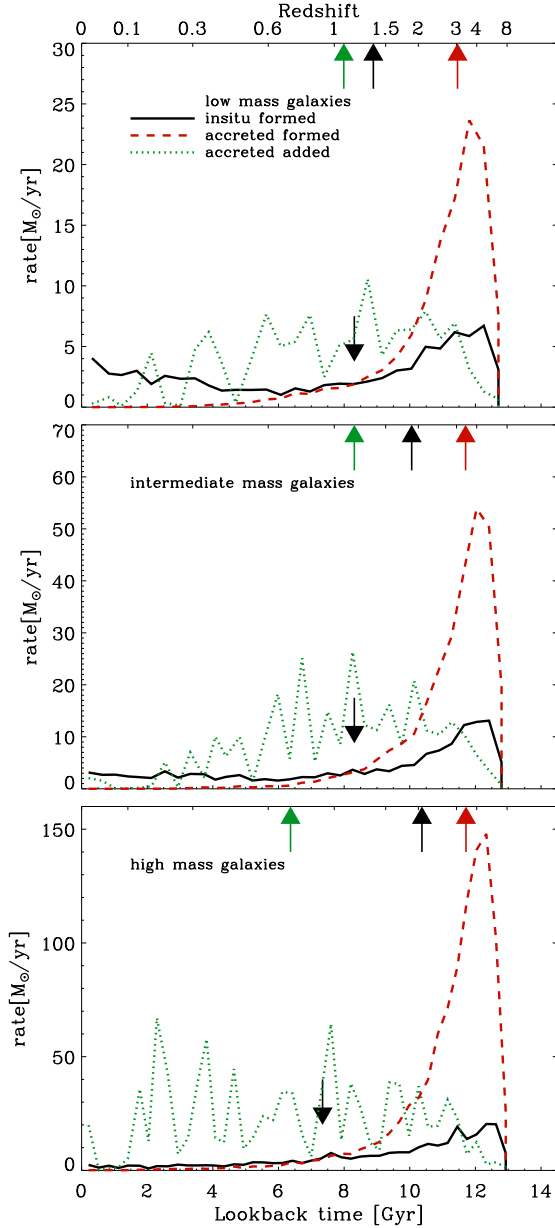 Redshift
0 0.1 0.3 0.6 1 1.5 2 3 4 8
30
25
20
15
10
5
0
rate[M☉/yr]
low mass galaxies
insitu formed
accreted formed
accreted added
70
60
50
40
30
20
10
0
rate[M☉/yr]
intermediate mass galaxies
150
100
50
0
rate[M☉/yr]
high mass galaxies
0 2 4 6 8 10 12 14
Lookback time [Gyr]